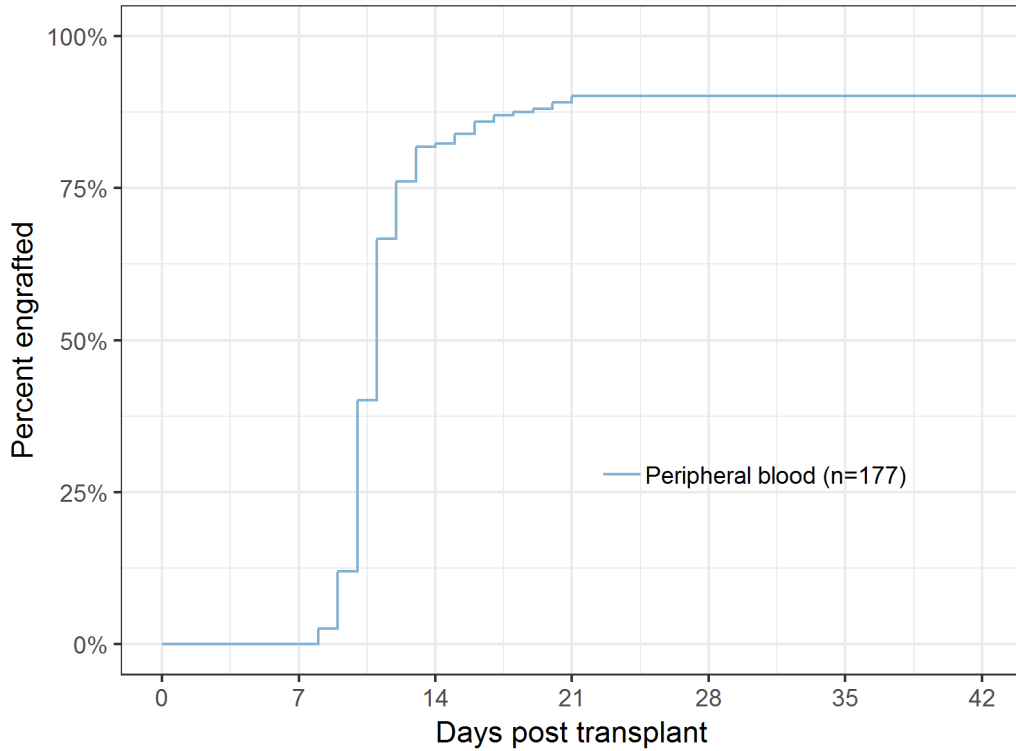 100%
75%
50%
25%
0%
Percent engrafted
Peripheral blood (n=177)
0 7 14 21 28 35 42
Days post transplant